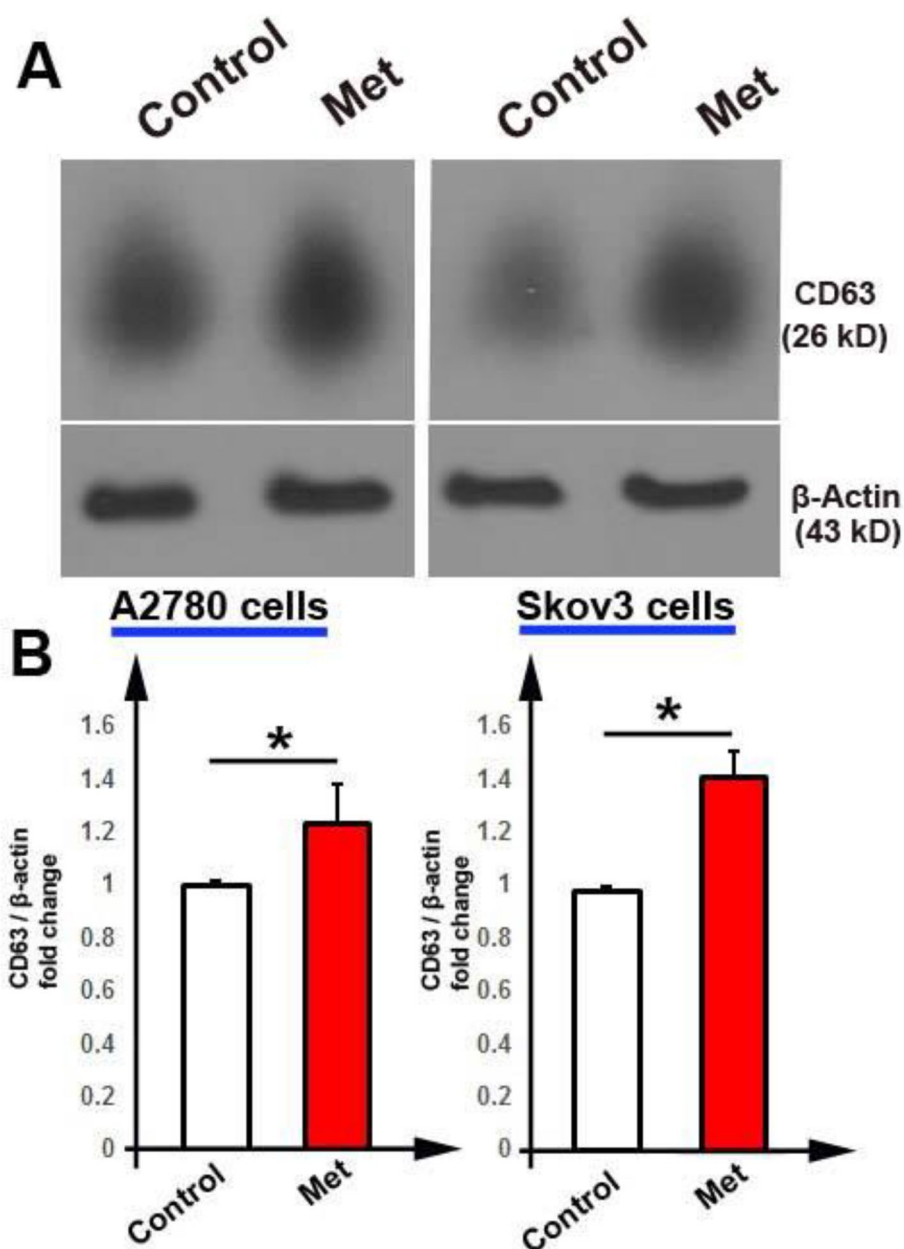 A
Control
Met
Control
Met
CD63
(26 kD)
β-Actin
(43 kD)
A2780 cells
Skov3 cells
B
*
1.6
1.4
1.2
1
0.8
0.6
0.4
0.2
0
CD63 / β-actin
fold change
Control
Met
*
1.6
1.4
1.2
1
0.8
0.6
0.4
0.2
0
CD63 / β-actin
fold change
Control
Met